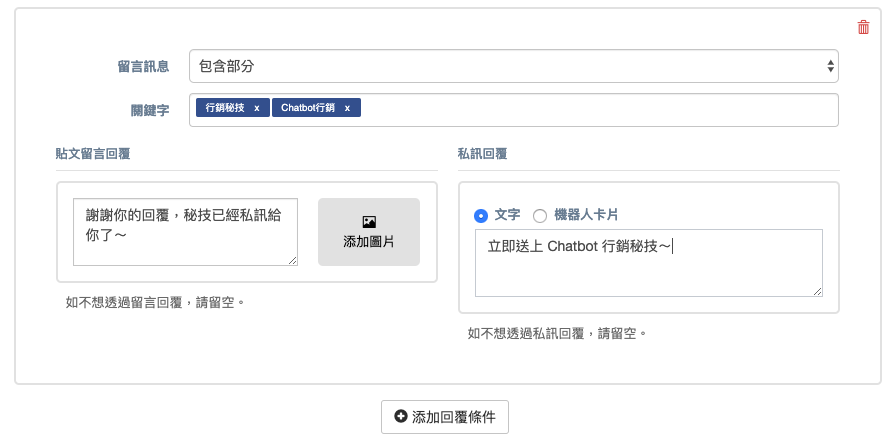 留言訊息 包含部分
關鍵字 行銷秘技 x Chatbot行銷 x
貼文留言回覆
謝謝你的回覆，秘技已經私訊給
你了～
添加圖片
如不想透過留言回覆，請留空。
私訊回覆
文字 機器人卡片
立即送上 Chatbot 行銷秘技～
如不想透過私訊回覆，請留空。
添加回覆條件